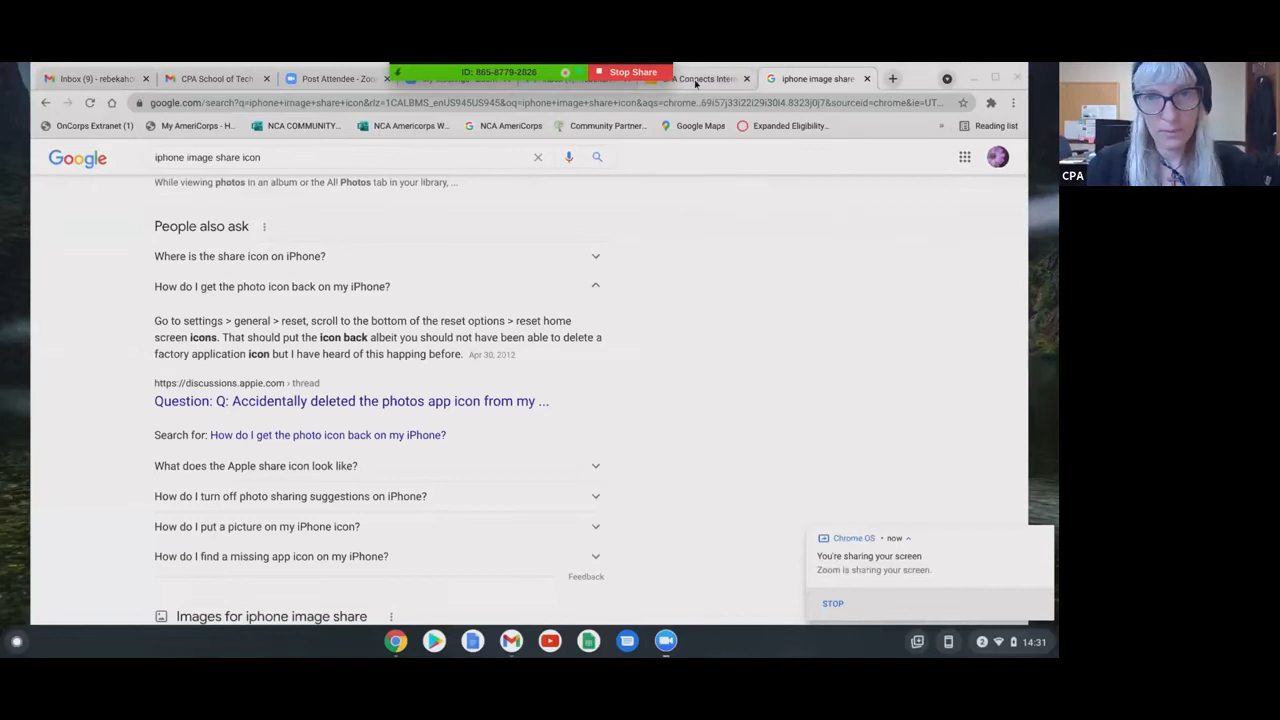 ID: 865-8779-2826
Stop Share
Inbox (9) - rebekah
CPA School of Tech
Post Attendee - Zoo
PA Connects Inter
iphone image share
google.com/search?q=iphone+image+share+icon&rlz=1CALBMS_enUS945US945&oq=iphone+image+share+icon&aqs=chrome..69i57j33i22i29i30l4.8323j0j7&sourceid=chrome&ie=UT...
OnCorps Extranet (1)
My AmeriCorps - H...
NCA COMMUNITY...
NCA Americorps W...
NCA AmeriCorps
Community Partner...
Google Maps
Expanded Eligibility...
»
Reading list
Google
iphone image share icon
CPA
While viewing photos in an album or the All Photos tab in your library, ...
People also ask
Where is the share icon on iPhone?
How do I get the photo icon back on my iPhone?
Go to settings > general > reset, scroll to the bottom of the reset options > reset home
screen icons. That should put the icon back albeit you should not have been able to delete a
factory application icon but I have heard of this happing before. Apr 30, 2012
https://discussions.apple.com › thread
Question: Q: Accidentally deleted the photos app icon from my ...
Search for: How do I get the photo icon back on my iPhone?
What does the Apple share icon look like?
How do I turn off photo sharing suggestions on iPhone?
How do I put a picture on my iPhone icon?
How do I find a missing app icon on my iPhone?
Feedback
Images for iphone image share
Chrome OS • now
You're sharing your screen
Zoom is sharing your screen.
STOP
2
14:31